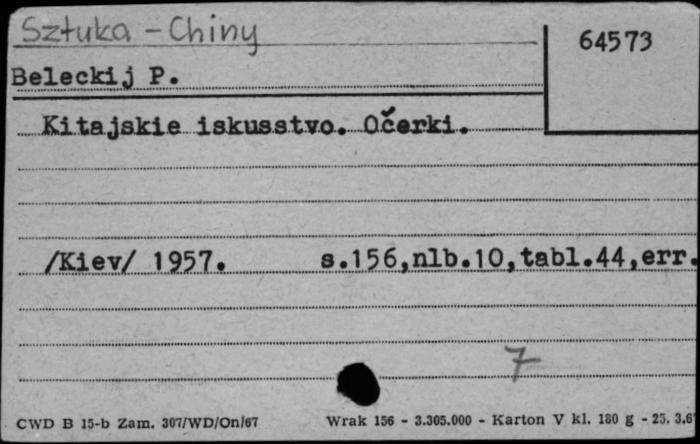 Sztuka - Chiny
64573
Beleckij P.
Kitajskie iskusstvo. Očerki.
/Kiev/ 1957. s.156,nlb.10,tabl.44,err.
7
CWD B 15-b Zam. 307/WD/On/67 Wrak 156 - 3.305.000 - Karton V kl. 180 g - 25. 3.6